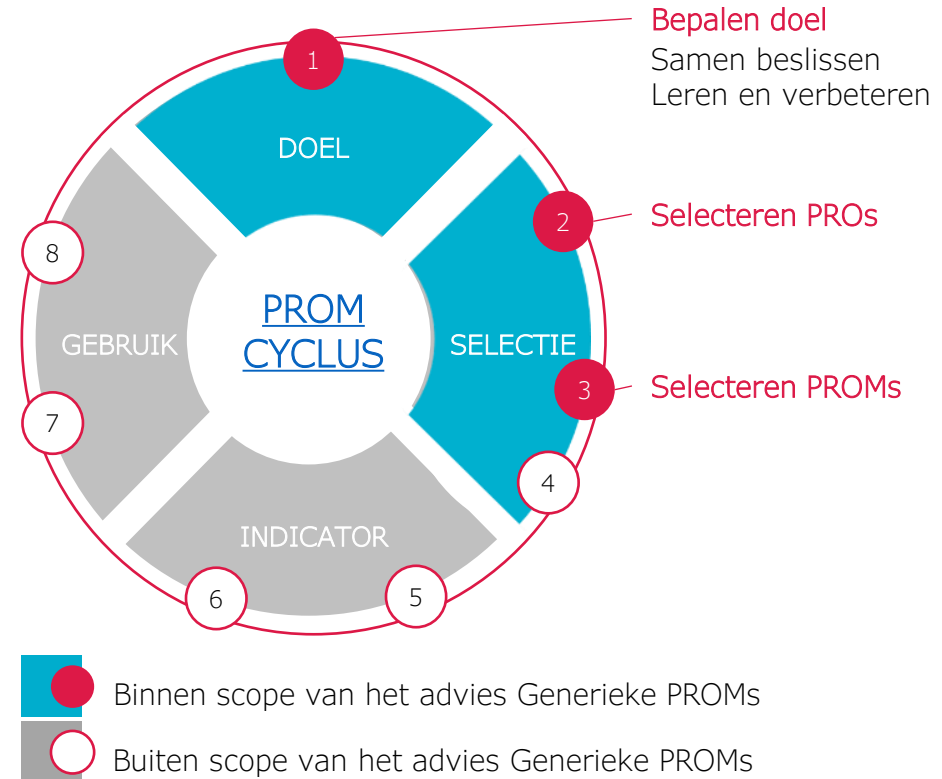 Bepalen doel
Samen beslissen
Leren en verbeteren
1
DOEL
2
Selecteren PROs
8
PROM
CYCLUS
GEBRUIK
SELECTIE
3
Selecteren PROMs
7
4
INDICATOR
6
5
Binnen scope van het advies Generieke PROMs
Buiten scope van het advies Generieke PROMs